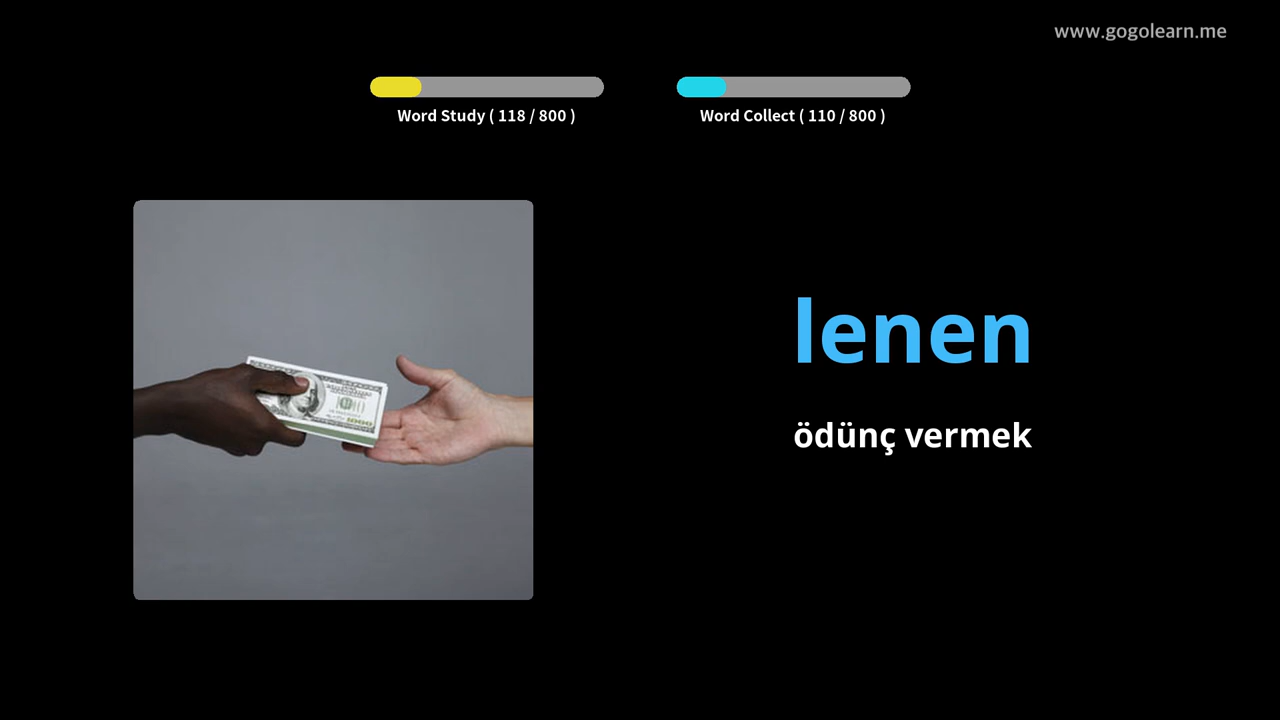 www.gogolearn.me
Word Study ( 118 / 800 )
Word Collect ( 110 / 800 )
lenen
ödünç vermek